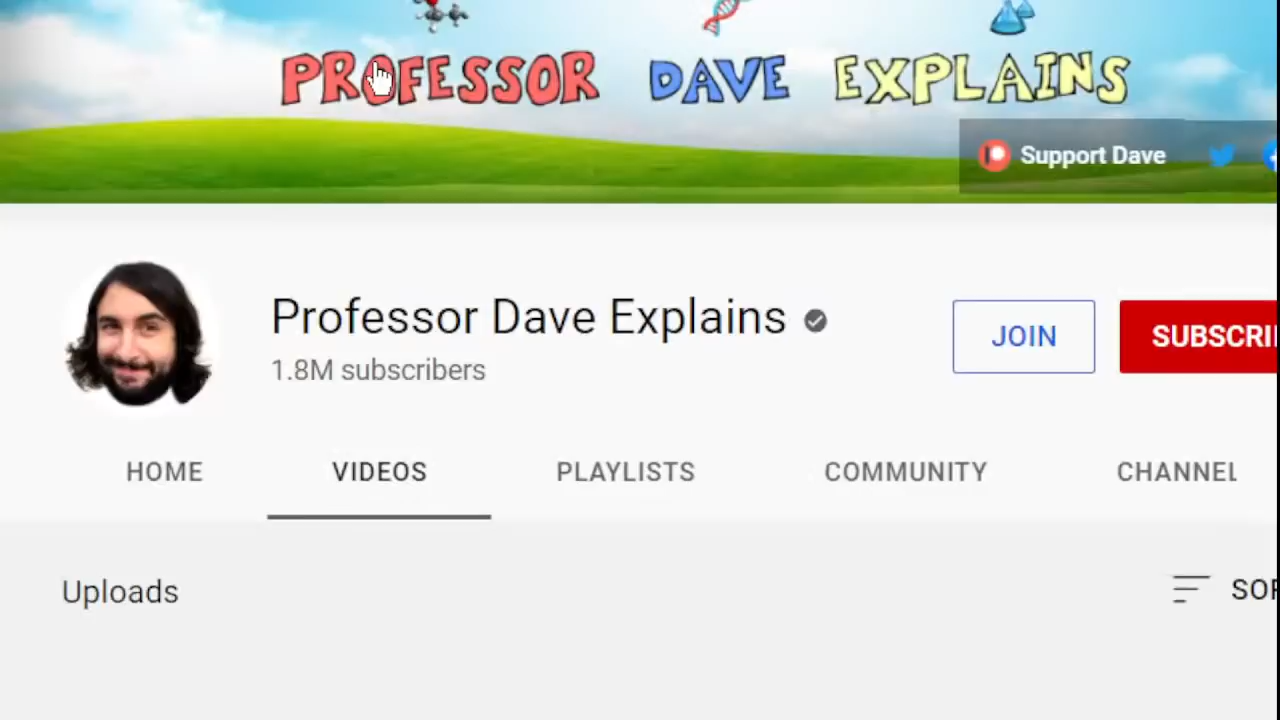 PROFESSOR DAVE EXPLAINS
Support Dave
Professor Dave Explains
1.8M subscribers
JOIN
SUBSCRI
HOME
VIDEOS
PLAYLISTS
COMMUNITY
CHANNEL
Uploads
SOR